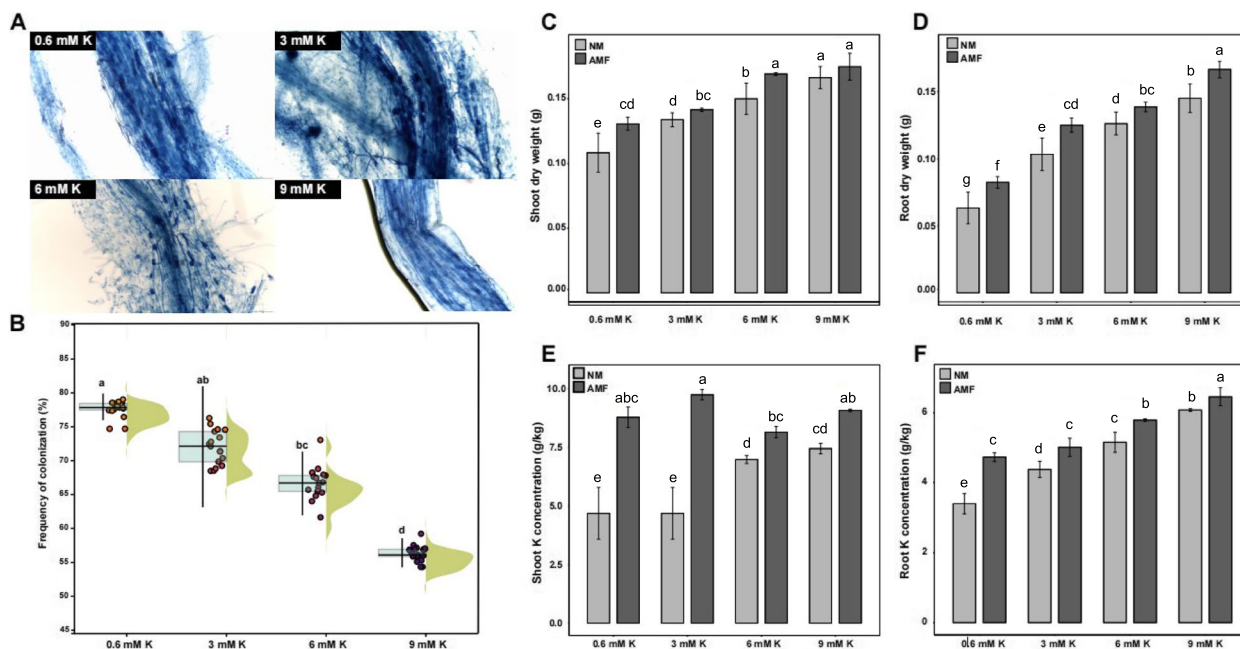 A
0.6 mM K
3 mM K
6 mM K
9 mM K
B
Frequency of colonization (%)
90
85
80
75
70
65
60
55
50
45
a
ab
bc
d
0.6 mM K
3 mM K
6 mM K
9 mM K
C
NM
AMF
Shoot dry weight (g)
0.15
0.10
0.00
e
cd
d
bc
b
a
a
a
0.6 mM K
3 mM K
6 mM K
9 mM K
D
NM
AMF
Root dry weight (g)
0.15
0.10
0.05
0.00
g
f
e
cd
d
bc
b
a
0.6 mM K
3 mM K
6 mM K
9 mM K
E
NM
AMF
Shoot K concentration (g/kg)
10.0
7.5
5.0
0.0
e
abc
e
a
d
bc
cd
ab
0.6 mM K
3 mM K
6 mM K
9 mM K
F
NM
AMF
Root K concentration (g/kg)
6
4
2
0
e
c
d
c
c
b
b
a
0.6 mM K
3 mM K
6 mM K
9 mM K